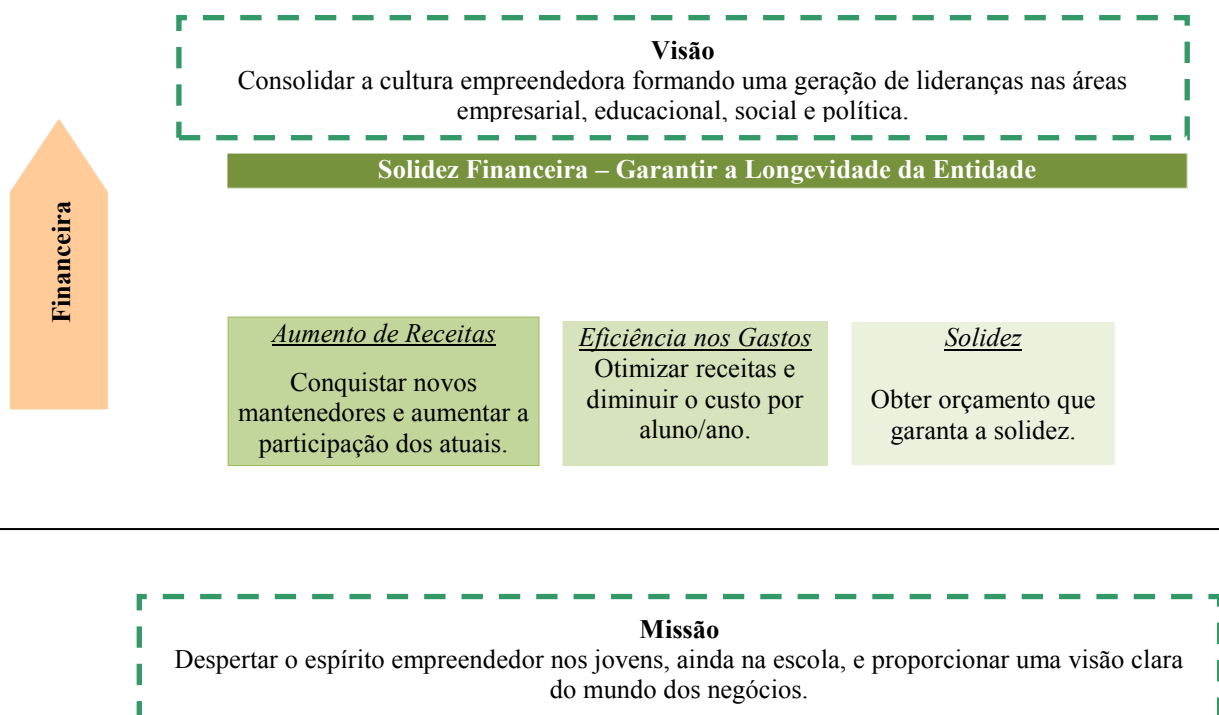 Visão
Consolidar a cultura empreendedora formando uma geração de lideranças nas áreas
empresarial, educacional, social e política.
Solidez Financeira – Garantir a Longevidade da Entidade
Financeira
Aumento de Receitas
Conquistar novos
mantenedores e aumentar a
participação dos atuais.
Eficiência nos Gastos
Otimizar receitas e
diminuir o custo por
aluno/ano.
Solidez
Obter orçamento que
garanta a solidez.
Missão
Despertar o espírito empreendedor nos jovens, ainda na escola, e proporcionar uma visão clara
do mundo dos negócios.